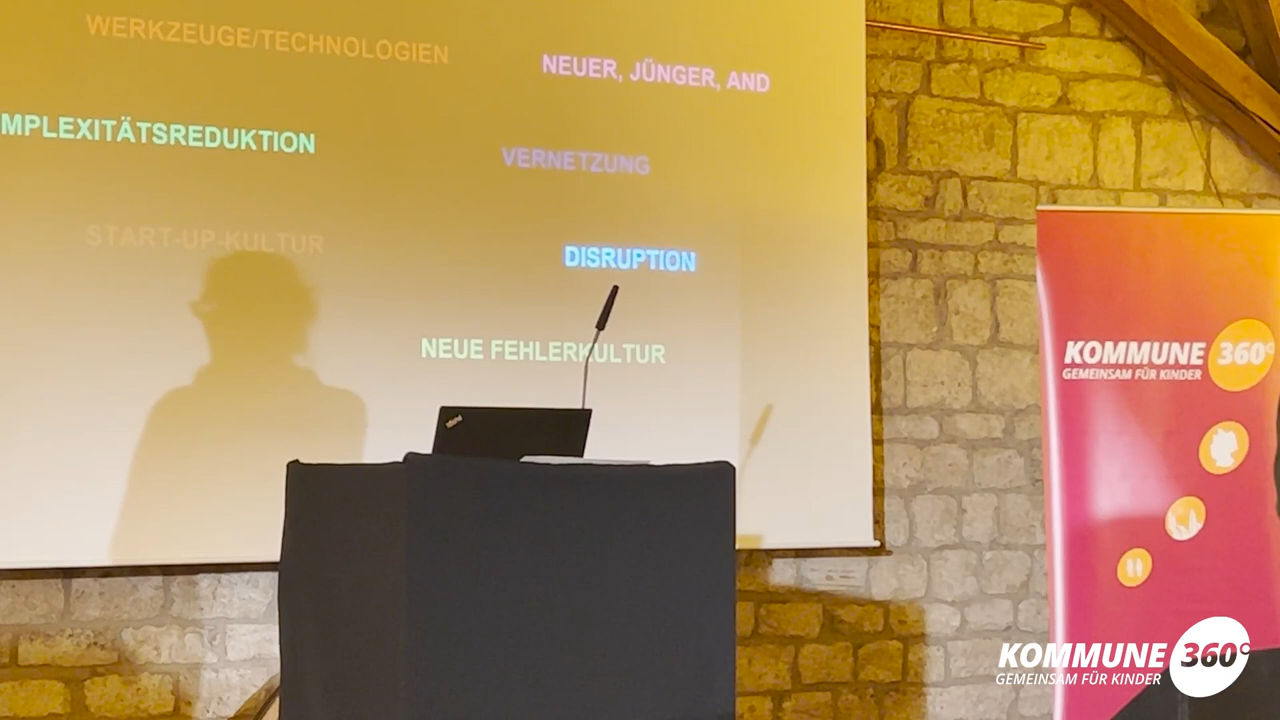 WERKZEUGE/TECHNOLOGIEN
NEUER, JÜNGER, AND
MPLEXITÄTSREDUKTION
VERNETZUNG
START-UP-KULTUR
DISRUPTION
NEUE FEHLERKULTUR
KOMMUNE 360°
GEMEINSAM FÜR KINDER
KOMMUNE 360°
GEMEINSAM FÜR KINDER